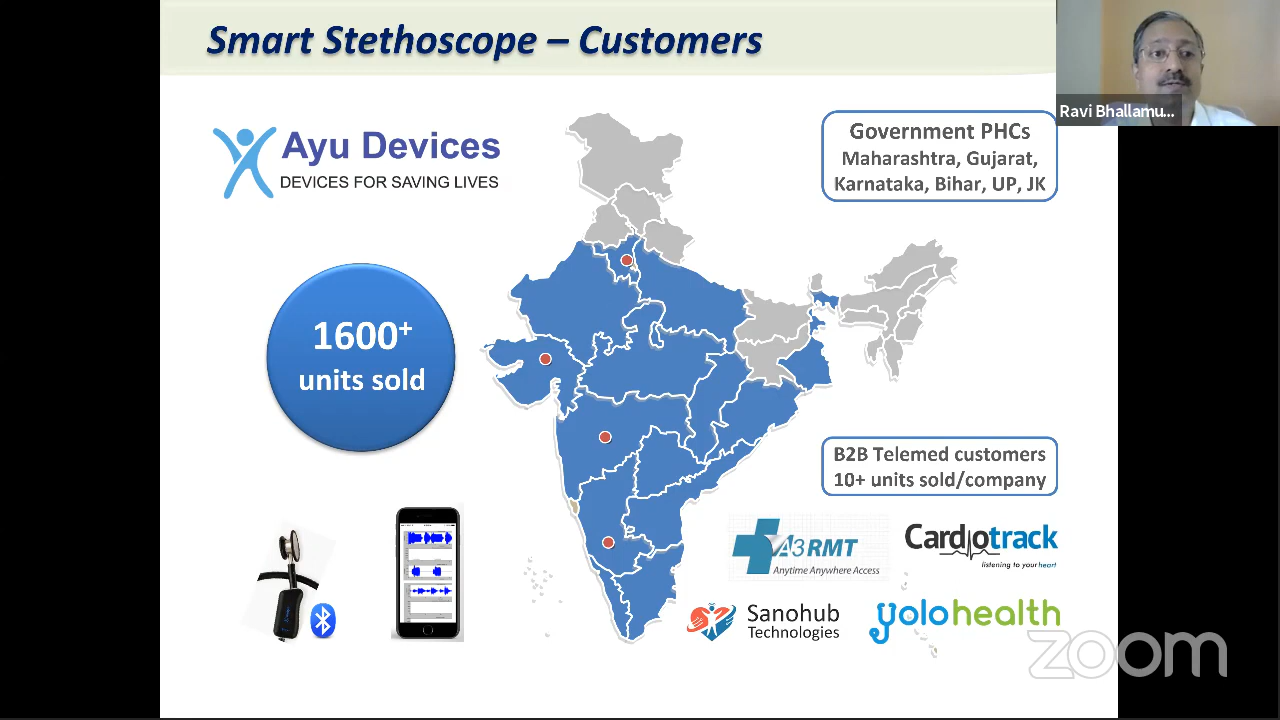 Smart Stethoscope – Customers
Ravi Bhallamu...
Ayu Devices
DEVICES FOR SAVING LIVES
Government PHCs
Maharashtra, Gujarat,
Karnataka, Bihar, UP, JK
1600+
units sold
B2B Telemed customers
10+ units sold/company
A3RMT
Anytime Anywhere Access
Cardiotrack
listening to your heart
Sanohub
Technologies
yolohealth
zoom